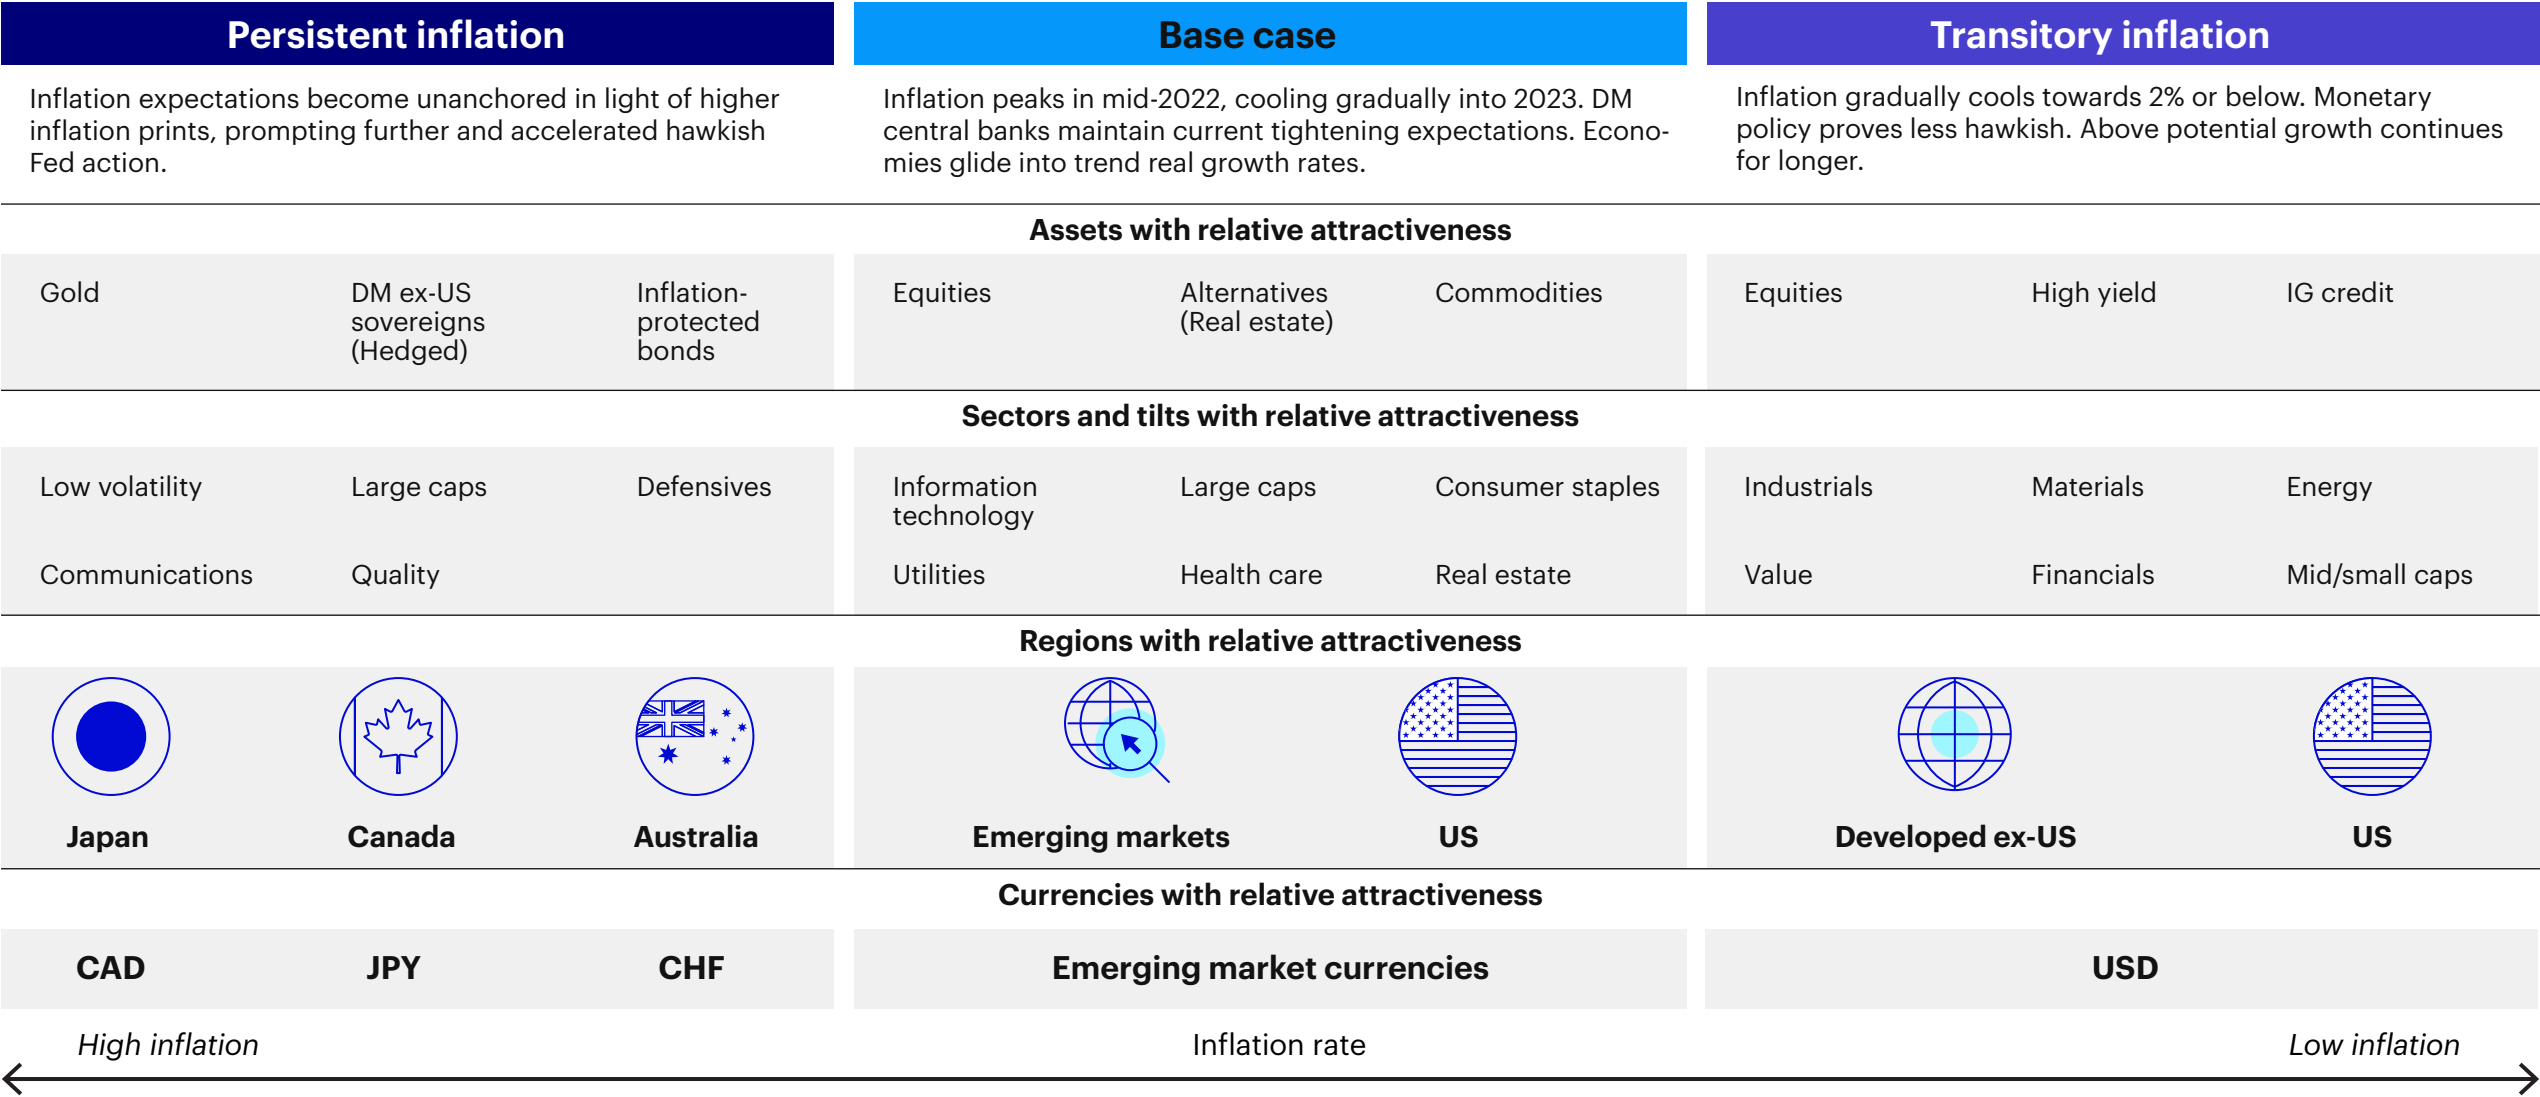 Persistent inflation
Base case
Transitory inflation
Inflation expectations become unanchored in light of higher
inflation prints, prompting further and accelerated hawkish
Fed action.
Inflation peaks in mid-2022, cooling gradually into 2023. DM
central banks maintain current tightening expectations. Econo-
mies glide into trend real growth rates.
Inflation gradually cools towards 2% or below. Monetary
policy proves less hawkish. Above potential growth continues
for longer.
Assets with relative attractiveness
Gold
DM ex-US
sovereigns
(Hedged)
Inflation-
protected
bonds
Equities
Alternatives
(Real estate)
Commodities
Equities
High yield
IG credit
Sectors and tilts with relative attractiveness
Low volatility
Large caps
Defensives
Communications
Quality
Information
technology
Large caps
Consumer staples
Utilities
Health care
Real estate
Industrials
Materials
Energy
Value
Financials
Mid/small caps
Regions with relative attractiveness
Japan
Canada
Australia
Emerging markets
US
Developed ex-US
US
Currencies with relative attractiveness
CAD
JPY
CHF
Emerging market currencies
USD
High inflation
Inflation rate
Low inflation